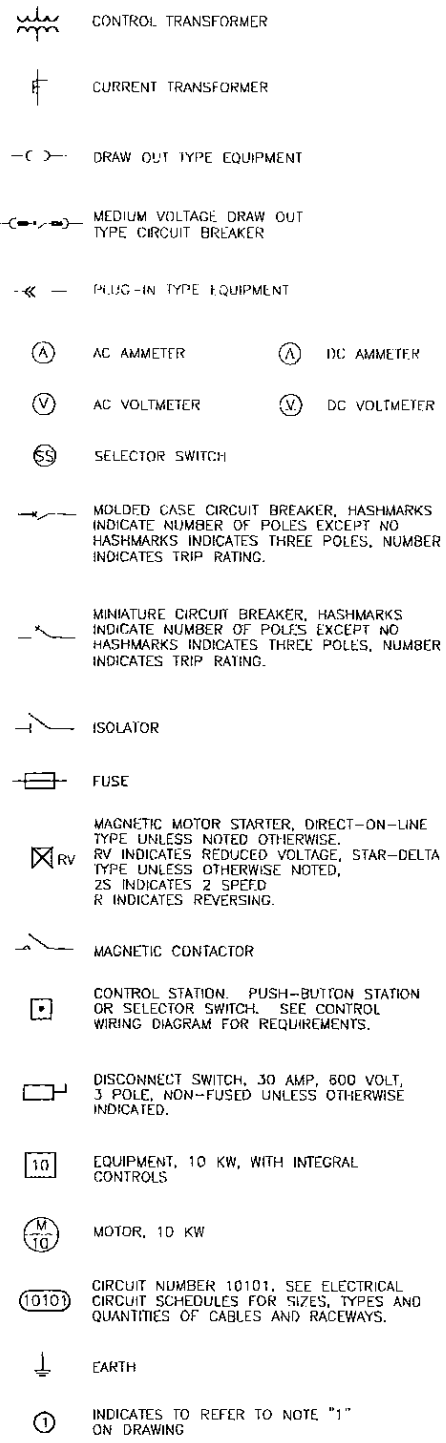 CONTROL TRANSFORMER
CURRENT TRANSFORMER
DRAW OUT TYPE EQUIPMENT
MEDIUM VOLTAGE DRAW OUT
TYPE CIRCUIT BREAKER
PLUG-IN TYPE EQUIPMENT
A AC AMMETER A DC AMMETER
V AC VOLTMETER V DC VOLTMETER
SS SELECTOR SWITCH
MOLDED CASE CIRCUIT BREAKER, HASHMARKS
INDICATE NUMBER OF POLES EXCEPT NO
HASHMARKS INDICATES THREE POLES, NUMBER
INDICATES TRIP RATING.
MINIATURE CIRCUIT BREAKER, HASHMARKS
INDICATE NUMBER OF POLES EXCEPT NO
HASHMARKS INDICATES THREE POLES, NUMBER
INDICATES TRIP RATING.
ISOLATOR
FUSE
MAGNETIC MOTOR STARTER, DIRECT-ON-LINE
TYPE UNLESS NOTED OTHERWISE.
RV RV INDICATES REDUCED VOLTAGE, STAR-DELTA
TYPE UNLESS OTHERWISE NOTED,
2S INDICATES 2 SPEED
R INDICATES REVERSING.
MAGNETIC CONTACTOR
CONTROL STATION. PUSH-BUTTON STATION
OR SELECTOR SWITCH. SEE CONTROL
WIRING DIAGRAM FOR REQUIREMENTS.
DISCONNECT SWITCH, 30 AMP, 600 VOLT,
3 POLE, NON-FUSED UNLESS OTHERWISE
INDICATED.
10 EQUIPMENT, 10 KW, WITH INTEGRAL
CONTROLS
M
10 MOTOR, 10 KW
10101 CIRCUIT NUMBER 10101, SEE ELECTRICAL
CIRCUIT SCHEDULES FOR SIZES, TYPES AND
QUANTITIES OF CABLES AND RACEWAYS.
EARTH
1 INDICATES TO REFER TO NOTE "1"
ON DRAWING